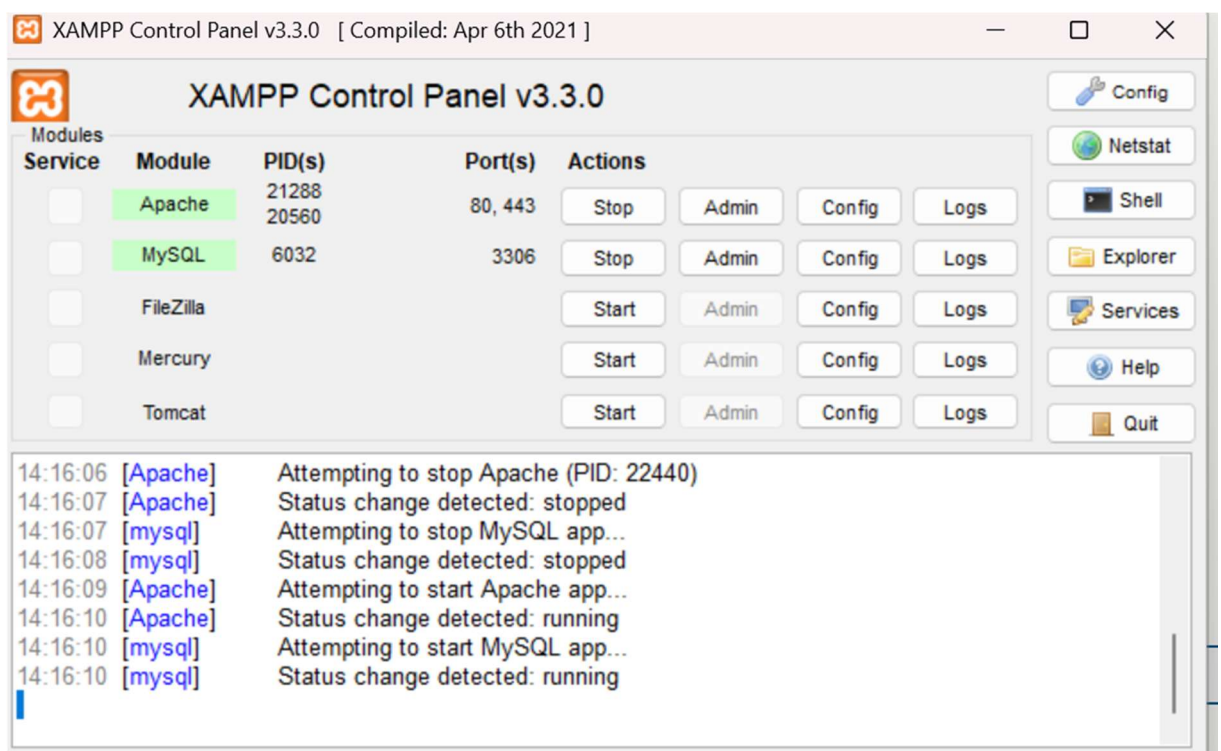 XAMPP Control Panel v3.3.0 [ Compiled: Apr 6th 2021 ]
XAMPP Control Panel v3.3.0
Config
Modules
Netstat
Service Module PID(s) Port(s) Actions
Apache 21288 20560 80, 443 Stop Admin Config Logs
Shell
MySQL 6032 3306 Stop Admin Config Logs
Explorer
FileZilla Start Admin Config Logs
Services
Mercury Start Admin Config Logs
Help
Tomcat Start Admin Config Logs
Quit
14:16:06 [Apache] Attempting to stop Apache (PID: 22440)
14:16:07 [Apache] Status change detected: stopped
14:16:07 [mysql] Attempting to stop MySQL app...
14:16:08 [mysql] Status change detected: stopped
14:16:09 [Apache] Attempting to start Apache app...
14:16:10 [Apache] Status change detected: running
14:16:10 [mysql] Attempting to start MySQL app...
14:16:10 [mysql] Status change detected: running